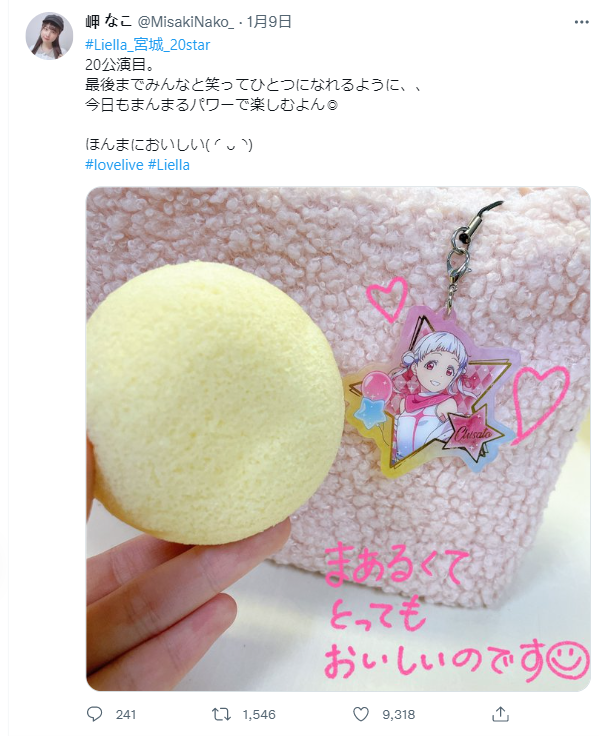 岬 なこ @MisakiNako_ · 1月9日
#Liella_宮城_20star
20公演目。
最後までみんなと笑ってひとつになれるように、、
今日もまんまるパワーで楽しむよん☺
ほんまにおいしい( ◜ ᴗ ◝ )
#lovelive #Liella
Chisato
まあるくて
とっても
おいしいのです
241 1,546 9,318